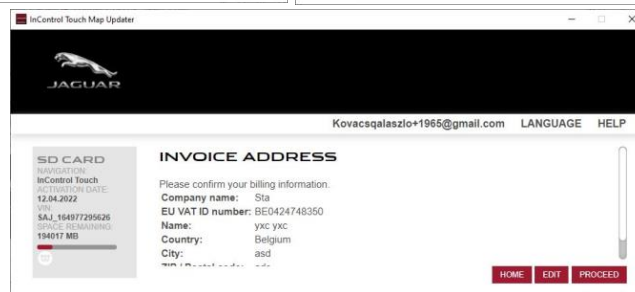 InControl Touch Map Updater
JAGUAR
Kovacsqalaszlo+1965@gmail.com LANGUAGE HELP
SD CARD
NAVIGATION:
InControl Touch
ACTIVATION DATE:
12.04.2022
VIN:
SAJ_164977295626
SPACE REMAINING:
194017 MB
INVOICE ADDRESS
Please confirm your billing information.
Company name: Sta
EU VAT ID number: BE0424748350
Name: yxc yxc
Country: Belgium
City: asd
HOME EDIT PROCEED